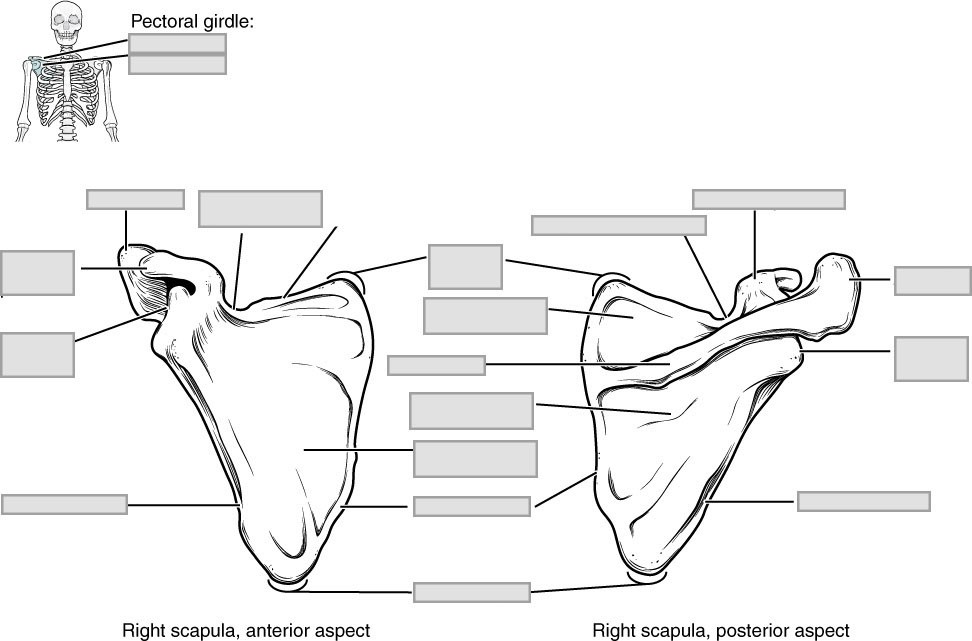 Pectoral girdle:
Right scapula, anterior aspect
Right scapula, posterior aspect